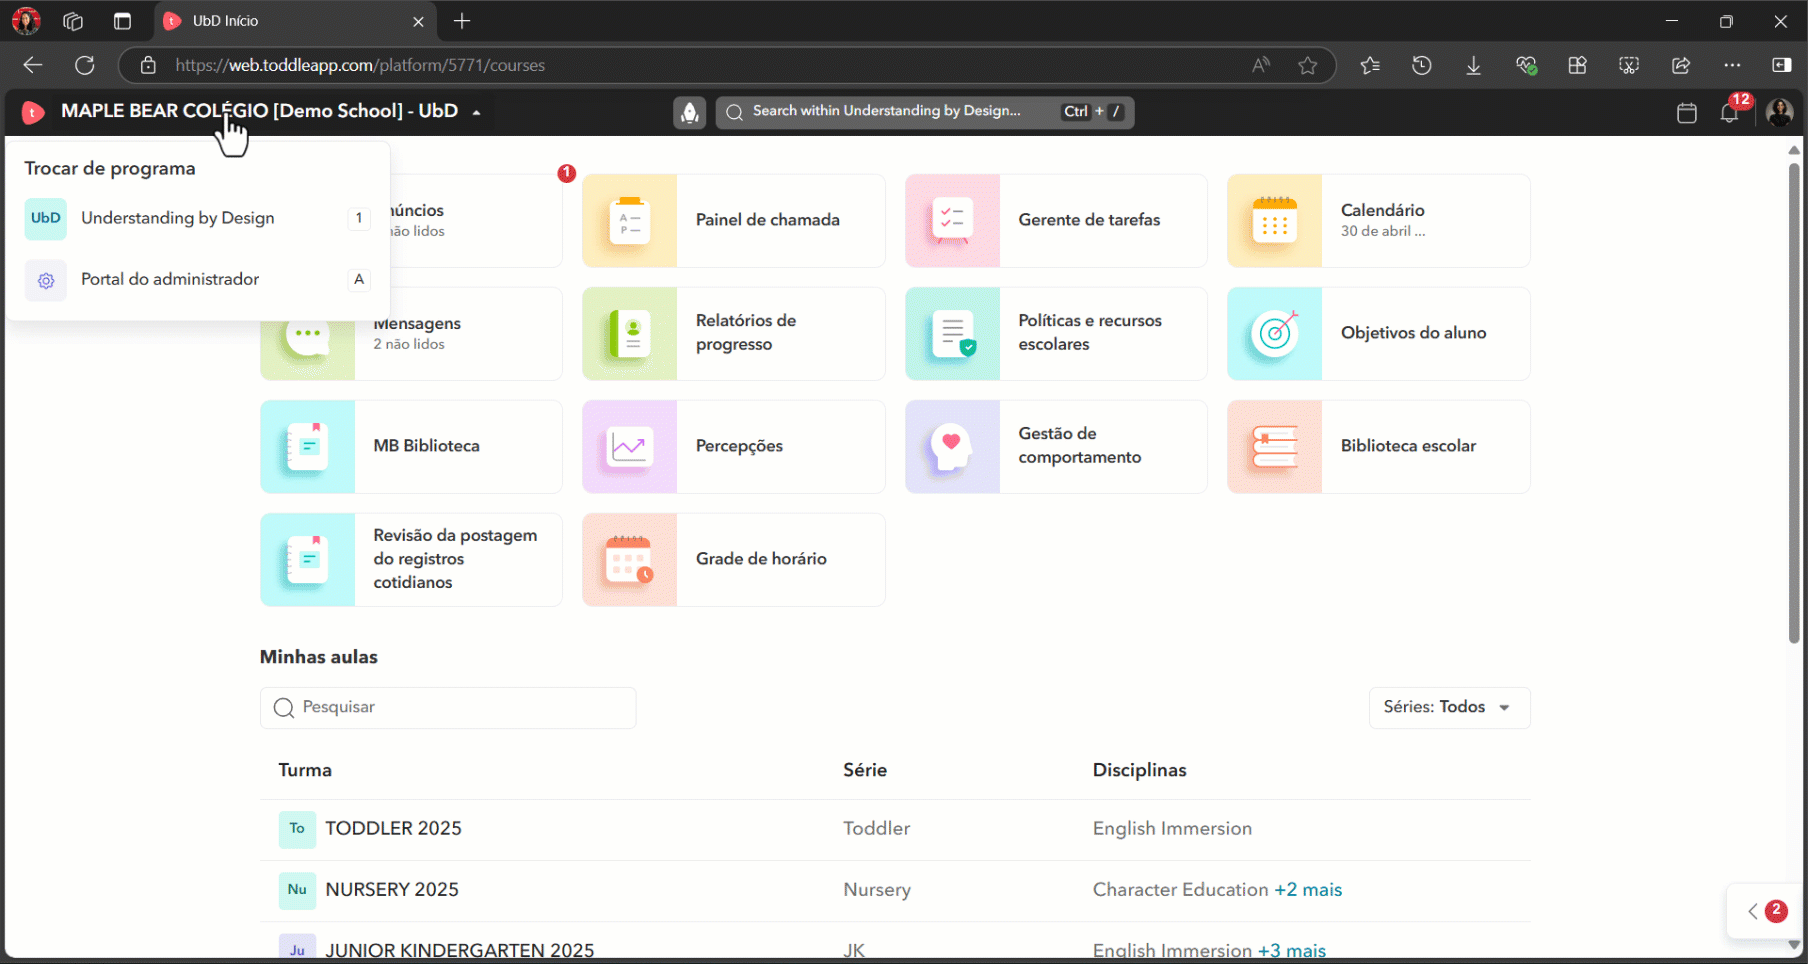 UbD Início
https://web.toddleapp.com/platform/5771/courses
MAPLE BEAR COLÉGIO [Demo School] - UbD
Search within Understanding by Design...
Ctrl + /
12
Trocar de programa
UbD Understanding by Design 1
Portal do administrador A
1
núncios
não lidos
Painel de chamada
Gerente de tarefas
Calendário
30 de abril ...
Mensagens
2 não lidos
Relatórios de
progresso
Políticas e recursos
escolares
Objetivos do aluno
MB Biblioteca
Percepções
Gestão de
comportamento
Biblioteca escolar
Revisão da postagem
do registros
cotidianos
Grade de horário
Minhas aulas
Pesquisar
Séries: Todos
Turma Série Disciplinas
To TODDLER 2025 Toddler English Immersion
Nu NURSERY 2025 Nursery Character Education +2 mais
Ju JUNIOR KINDERGARTEN 2025 JK English Immersion +3 mais
2